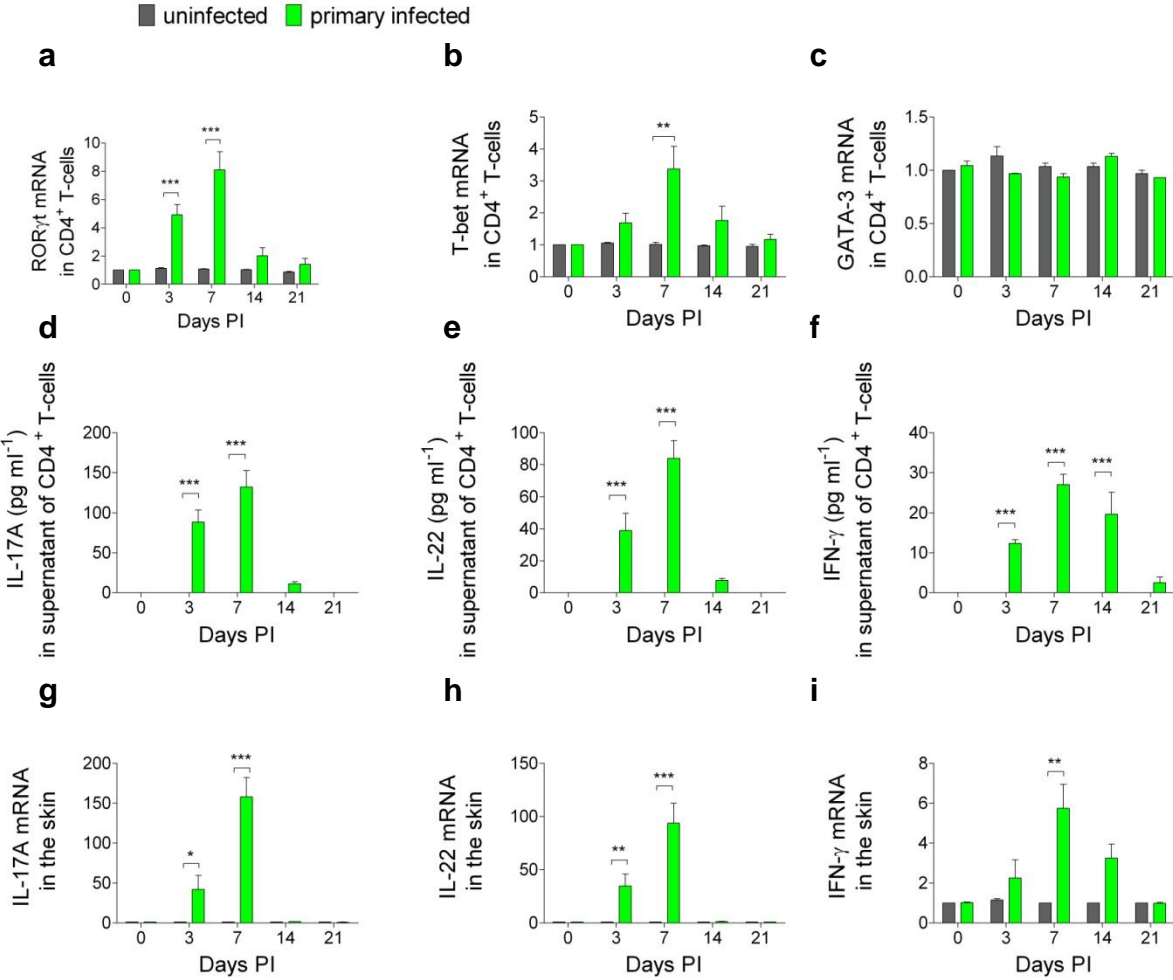 uninfected primary infected
a
RORγt mRNA
in CD4+ T-cells
***
***
10
8
6
4
2
0
0 3 7 14 21
Days PI
b
T-bet mRNA
in CD4+ T-cells
**
5
4
3
2
1
0
0 3 7 14 21
Days PI
c
GATA-3 mRNA
in CD4+ T-cells
1.5
1.0
0.5
0.0
0 3 7 14 21
Days PI
d
IL-17A (pg ml-1)
in supernatant of CD4+ T-cells
***
***
200
150
100
50
0
0 3 7 14 21
Days PI
e
IL-22 (pg ml-1)
in supernatant of CD4+ T-cells
***
***
100
80
60
40
20
0
0 3 7 14 21
Days PI
f
IFN-γ (pg ml-1)
in supernatant of CD4+ T-cells
***
***
***
40
30
20
10
0
0 3 7 14 21
Days PI
g
IL-17A mRNA
in the skin
*
***
200
150
100
50
0
0 3 7 14 21
Days PI
h
IL-22 mRNA
in the skin
**
***
150
100
50
0
0 3 7 14 21
Days PI
i
IFN-γ mRNA
in the skin
**
8
6
4
2
0
0 3 7 14 21
Days PI